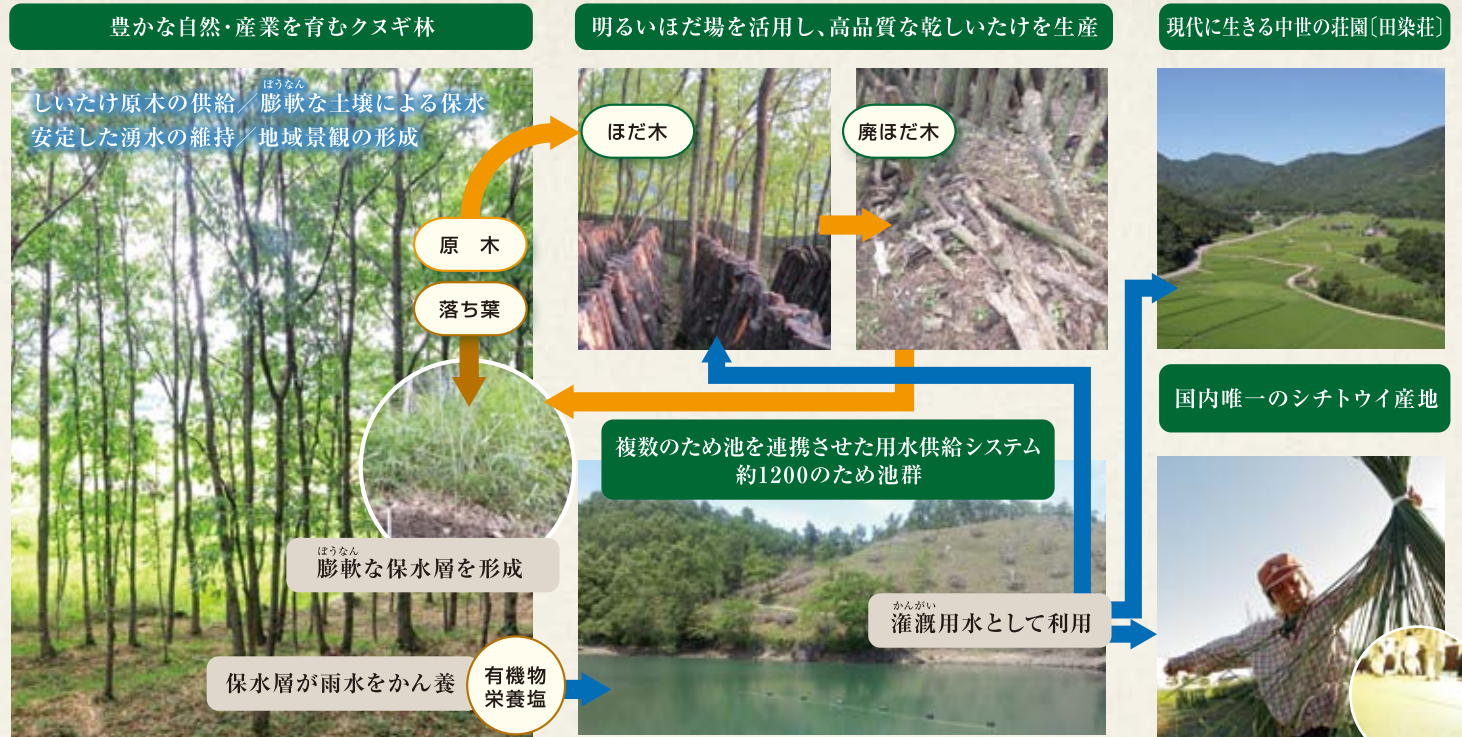 豊かな自然・産業を育むクヌギ林
しいたけ原木の供給／膨軟な土壌による保水
ぼうなん
安定した湧水の維持／地域景観の形成
原 木
落ち葉
ぼうなん
膨軟な保水層を形成
保水層が雨水をかん養
有機物
栄養塩
明るいほだ場を活用し、高品質な乾しいたけを生産
ほだ木
廃ほだ木
複数のため池を連携させた用水供給システム
約1200のため池群
かんがい
灌漑用水として利用
現代に生きる中世の荘園〔田染荘〕
国内唯一のシチトウイ産地